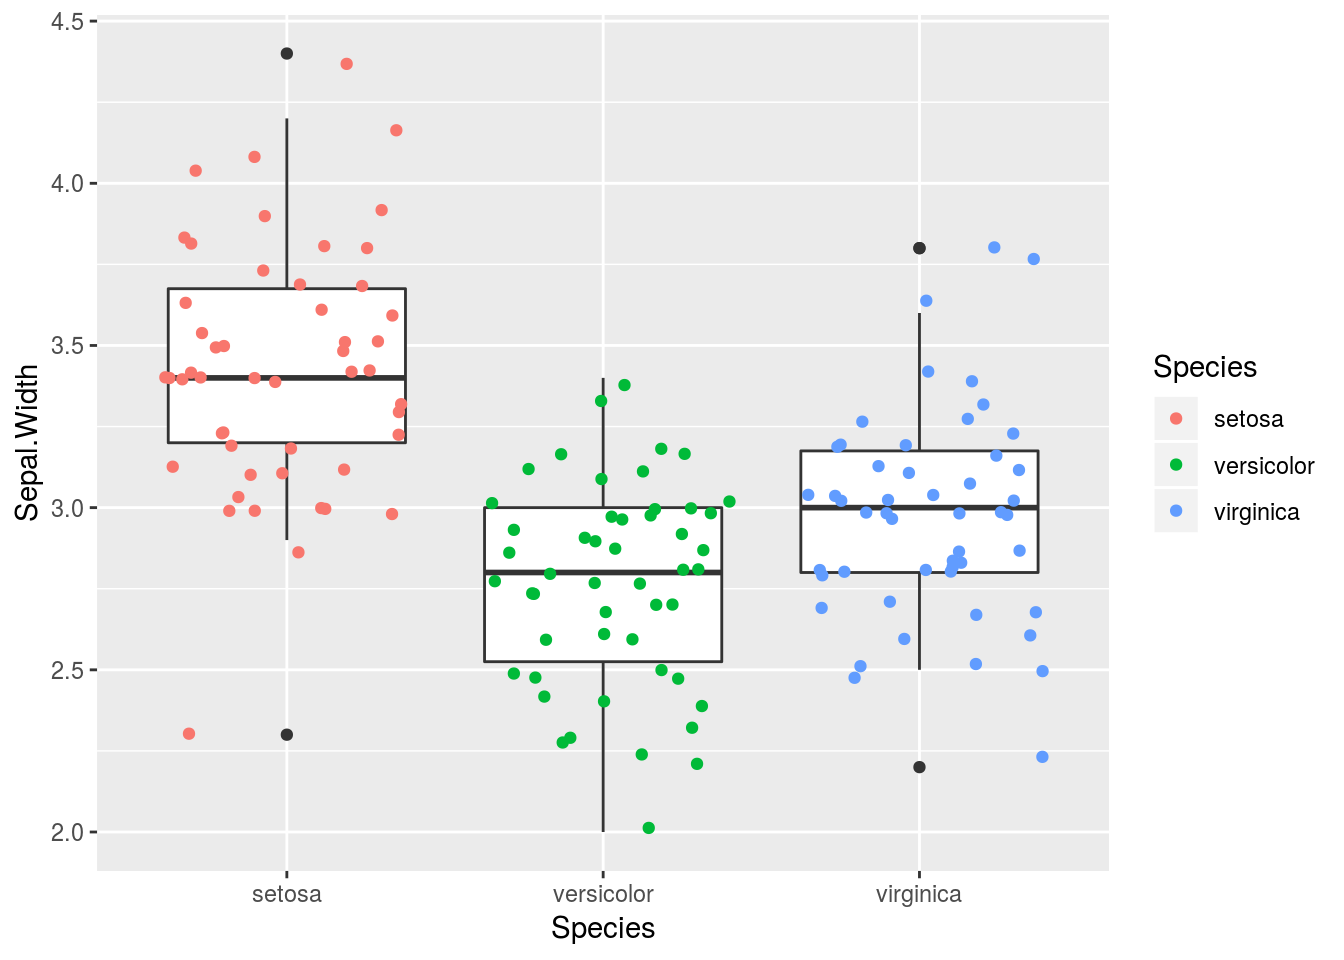 4.5
4.0
3.5
3.0
2.5
2.0
Sepal.Width
setosa
versicolor
virginica
Species
Species
setosa
versicolor
virginica